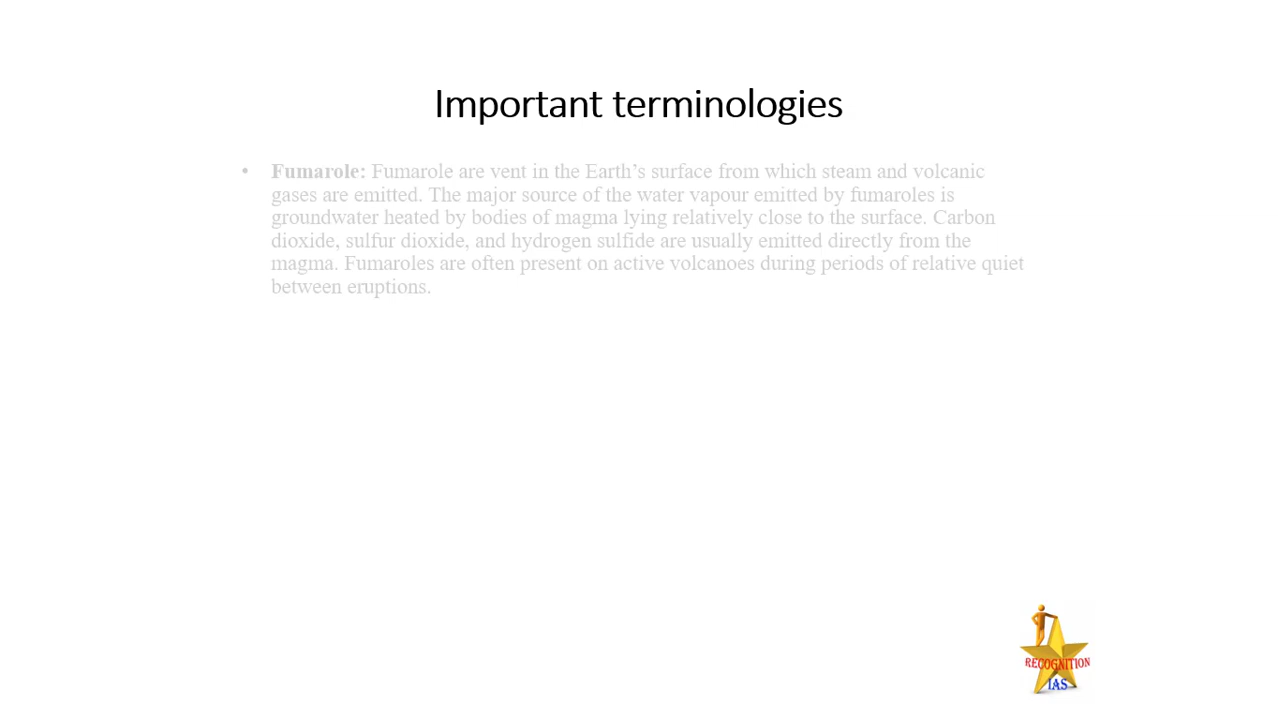 Important terminologies
• Fumarole: Fumarole are vent in the Earth’s surface from which steam and volcanic
gases are emitted. The major source of the water vapour emitted by fumaroles is
groundwater heated by bodies of magma lying relatively close to the surface. Carbon
dioxide, sulfur dioxide, and hydrogen sulfide are usually emitted directly from the
magma. Fumaroles are often present on active volcanoes during periods of relative quiet
between eruptions.
RECOGNITION
IAS